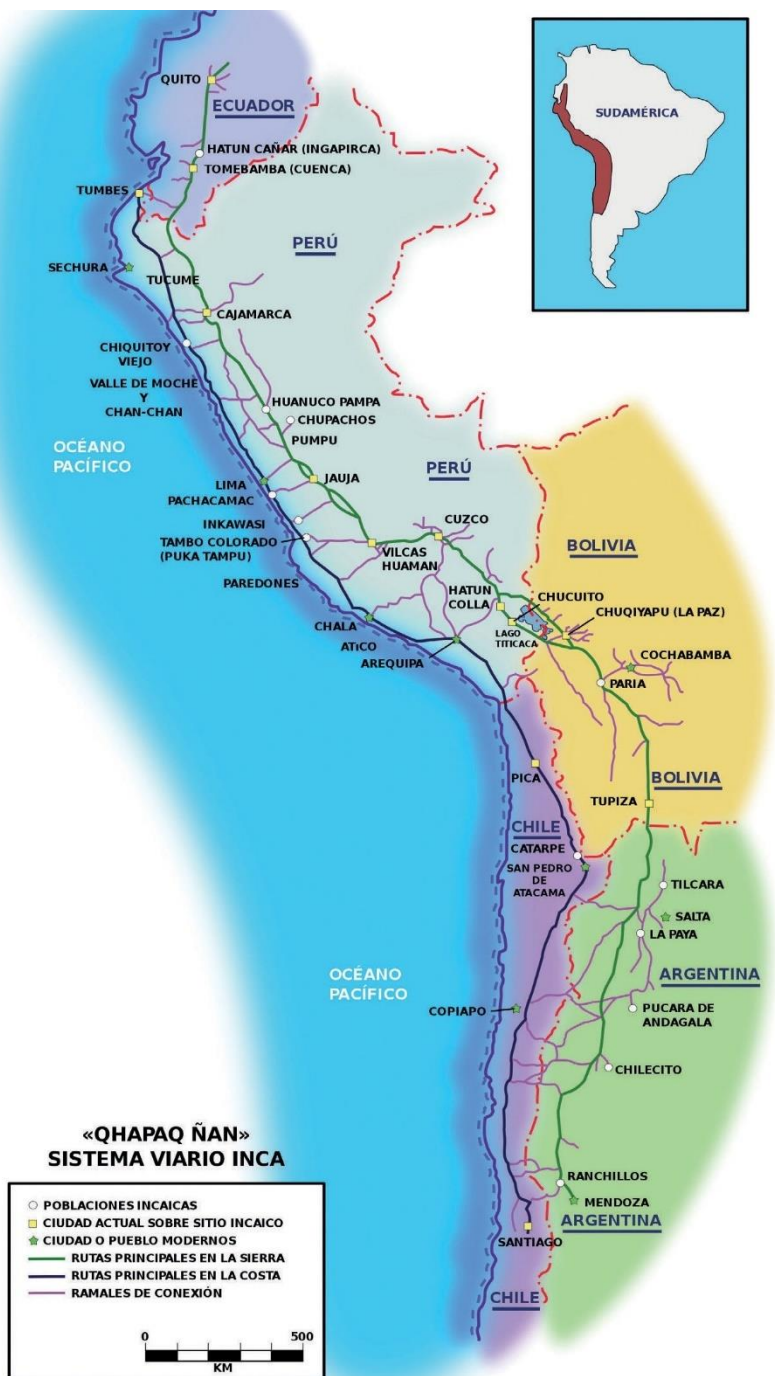 QUITO
ECUADOR
HATUN CAÑAR (INGAPIRCA)
TOMEBAMBA (CUENCA)
TUMBES
SUDAMÉRICA
PERÚ
SECHURA
TUCUME
CAJAMARCA
CHIQUITOY
VIEJO
VALLE DE MOCHE
Y
CHAN-CHAN
HUANUCO PAMPA
CHUPACHOS
PUMPU
OCÉANO
PACÍFICO
PERÚ
JAUJA
LIMA
PACHACAMAC
CUZCO
INKAWASI
TAMBO COLORADO
(PUKA TAMPU)
VILCAS
HUAMAN
BOLIVIA
PAREDONES
HATUN
COLLA
CHUCUITO
CHUQIYAPU (LA PAZ)
LAGO
TITICACA
CHALA
ATICO
AREQUIPA
COCHABAMBA
PARIA
PICA
BOLIVIA
TUPIZA
CHILE
CATARPE
SAN PEDRO
DE
ATACAMA
TILCARA
SALTA
LA PAYA
OCÉANO
PACÍFICO
ARGENTINA
COPIAPO
PUCARA DE
ANDAGALA
CHILECITO
«QHAPAQ ÑAN»
SISTEMA VIARIO INCA
RANCHILLOS
MENDOZA
ARGENTINA
SANTIAGO
CHILE
POBLACIONES INCAICAS
CIUDAD ACTUAL SOBRE SITIO INCAICO
CIUDAD O PUEBLO MODERNOS
RUTAS PRINCIPALES EN LA SIERRA
RUTAS PRINCIPALES EN LA COSTA
RAMALES DE CONEXIÓN
0 500
KM